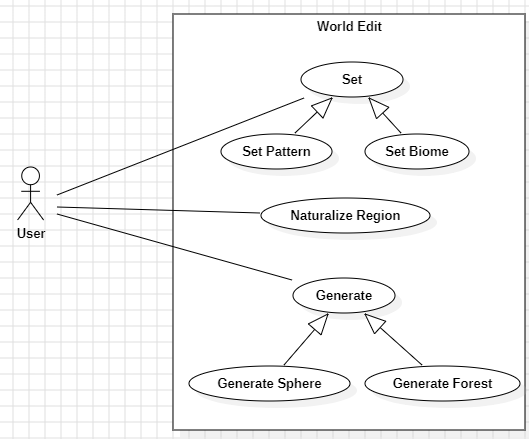 World Edit
Set
Set Pattern
Set Biome
Naturalize Region
User
Generate
Generate Sphere
Generate Forest